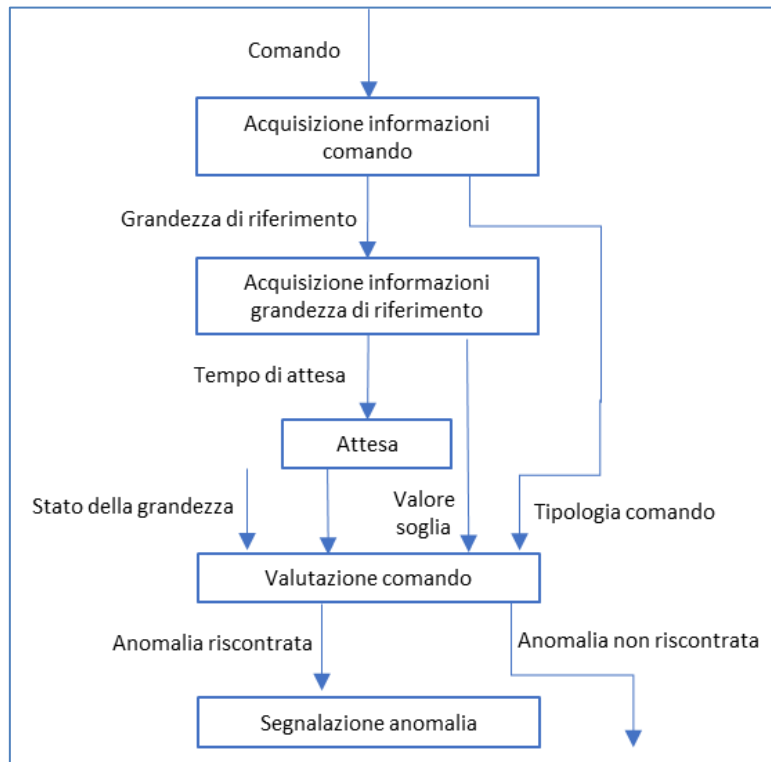 Comando
Acquisizione informazioni
comando
Grandezza di riferimento
Acquisizione informazioni
grandezza di riferimento
Tempo di attesa
Attesa
Stato della grandezza
Valore
soglia
Tipologia comando
Valutazione comando
Anomalia riscontrata
Anomalia non riscontrata
Segnalazione anomalia